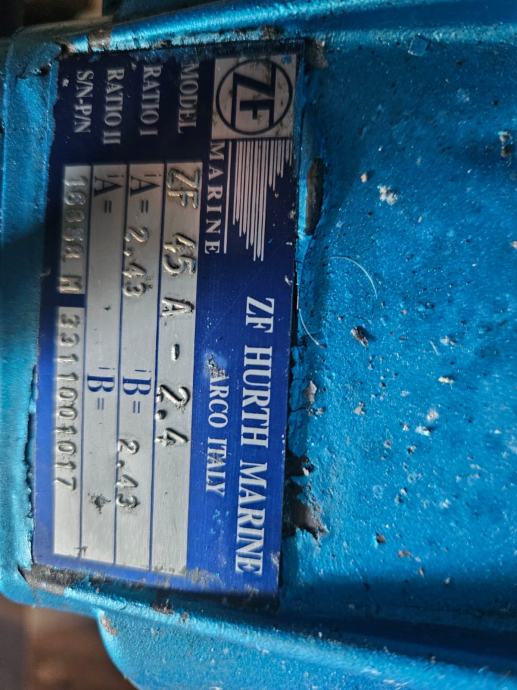 ZF
MARINE
ZF HURTH MARINE
ARCO ITALY
MODEL ZF 45 A - 2.4
RATIO I iA = 2.43 iB = 2.43
RATIO II iA = iB =
S/N-P/N M 3311001017